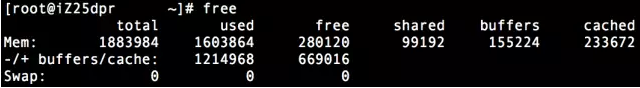 [root@iZ25dpr ~]# free
total used free shared buffers cached
Mem: 1883984 1603864 280120 99192 155224 233672
-/+ buffers/cache: 1214968 669016
Swap: 0 0 0